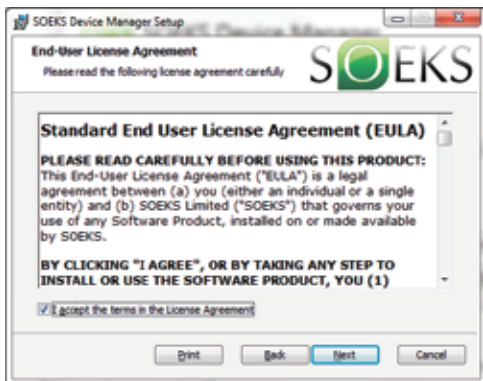 SOEKS Device Manager Setup
End-User License Agreement
Please read the following license agreement carefully
SOEKS
Standard End User License Agreement (EULA)
PLEASE READ CAREFULLY BEFORE USING THIS PRODUCT:
This End-User License Agreement ("EULA") is a legal
agreement between (a) you (either an individual or a single
entity) and (b) SOEKS Limited ("SOEKS") that governs your
use of any Software Product, installed on or made available
by SOEKS.
BY CLICKING "I AGREE", OR BY TAKING ANY STEP TO
INSTALL OR USE THE SOFTWARE PRODUCT, YOU (1)
I accept the terms in the License Agreement
Print
Back
Next
Cancel